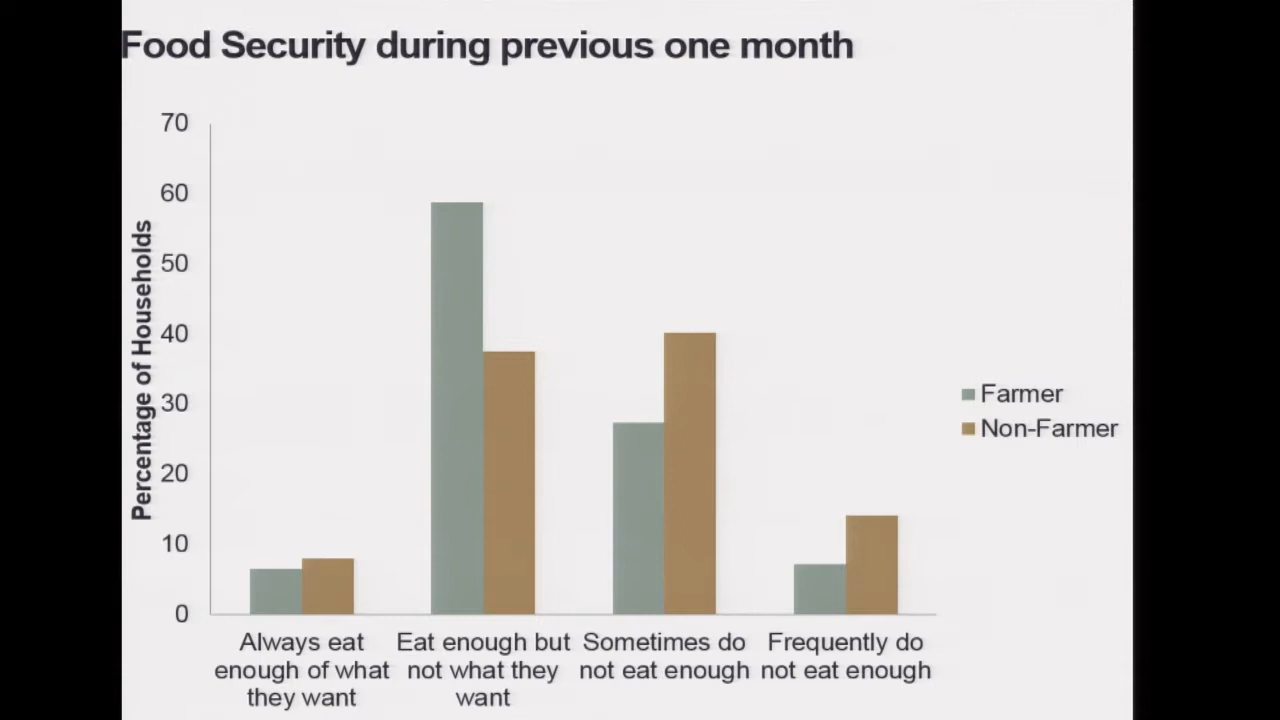 Food Security during previous one month
70
60
50
40
30
20
10
0
Percentage of Households
Always eat
enough of what
they want
Eat enough but
not what they
want
Sometimes do
not eat enough
Frequently do
not eat enough
Farmer
Non-Farmer